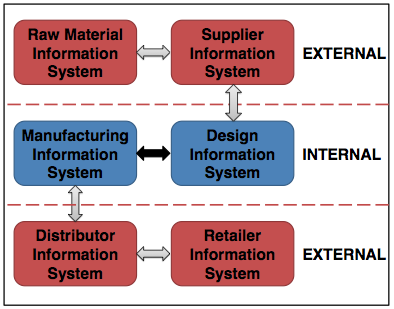 Raw Material
Information
System
Supplier
Information
System
EXTERNAL
Manufacturing
Information
System
Design
Information
System
INTERNAL
Distributor
Information
System
Retailer
Information
System
EXTERNAL